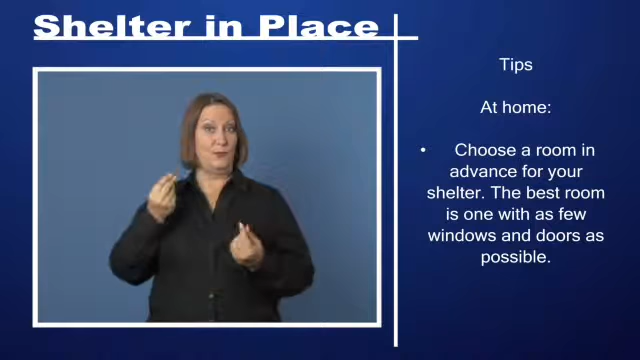 Shelter in Place
Tips
At home:
• Choose a room in
advance for your
shelter. The best room
is one with as few
windows and doors as
possible.